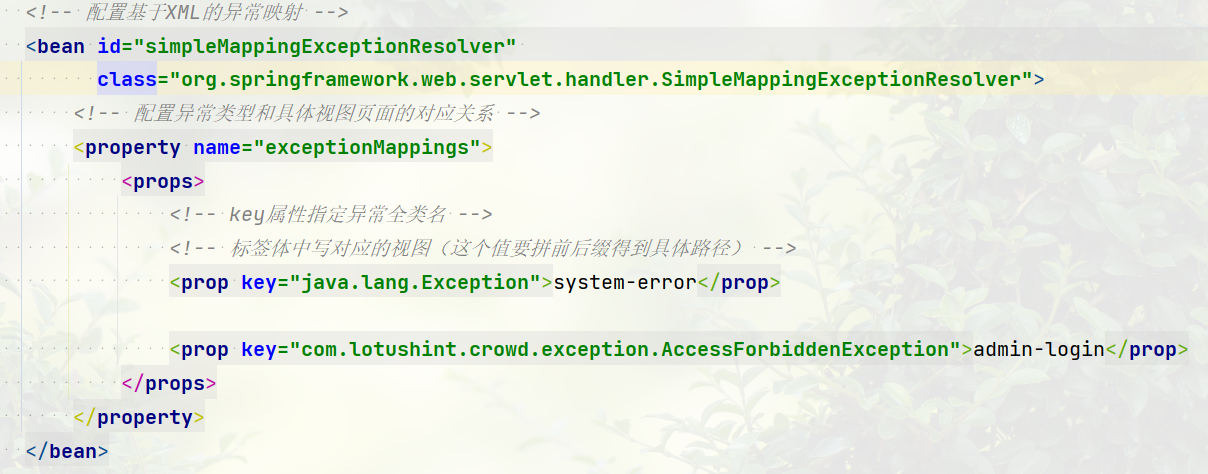 <!-- 配置基于XML的异常映射 -->
<bean id="simpleMappingExceptionResolver"
class="org.springframework.web.servlet.handler.SimpleMappingExceptionResolver">
<!-- 配置异常类型和具体视图页面的对应关系 -->
<property name="exceptionMappings">
<props>
<!-- key属性指定异常全类名 -->
<!-- 标签体中写对应的视图（这个值要拼前后缀得到具体路径） -->
<prop key="java.lang.Exception">system-error</prop>
<prop key="com.lotushint.crowd.exception.AccessForbiddenException">admin-login</prop>
</props>
</property>
</bean>